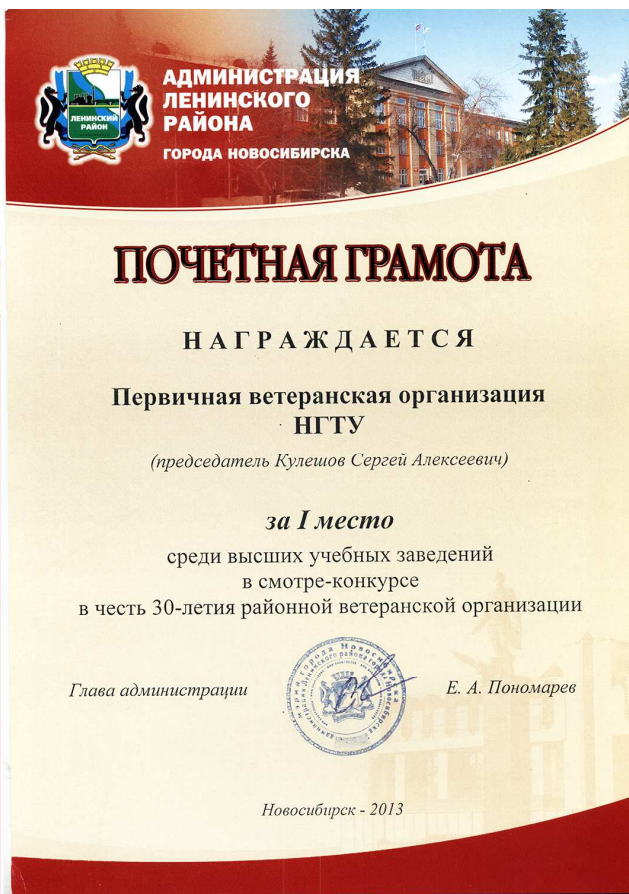 АДМИНИСТРАЦИЯ
ЛЕНИНСКОГО
РАЙОНА
ГОРОДА НОВОСИБИРСКА
ЛЕНИНСКИЙ
РАЙОН
ПОЧЕТНАЯ ГРАМОТА
НАГРАЖДАЕТСЯ
Первичная ветеранская организация
НГТУ
(председатель Кулешов Сергей Алексеевич)
за I место
среди высших учебных заведений
в смотре-конкурсе
в честь 30-летия районной ветеранской организации
Глава администрации
Е. А. Пономарев
Новосибирск - 2013